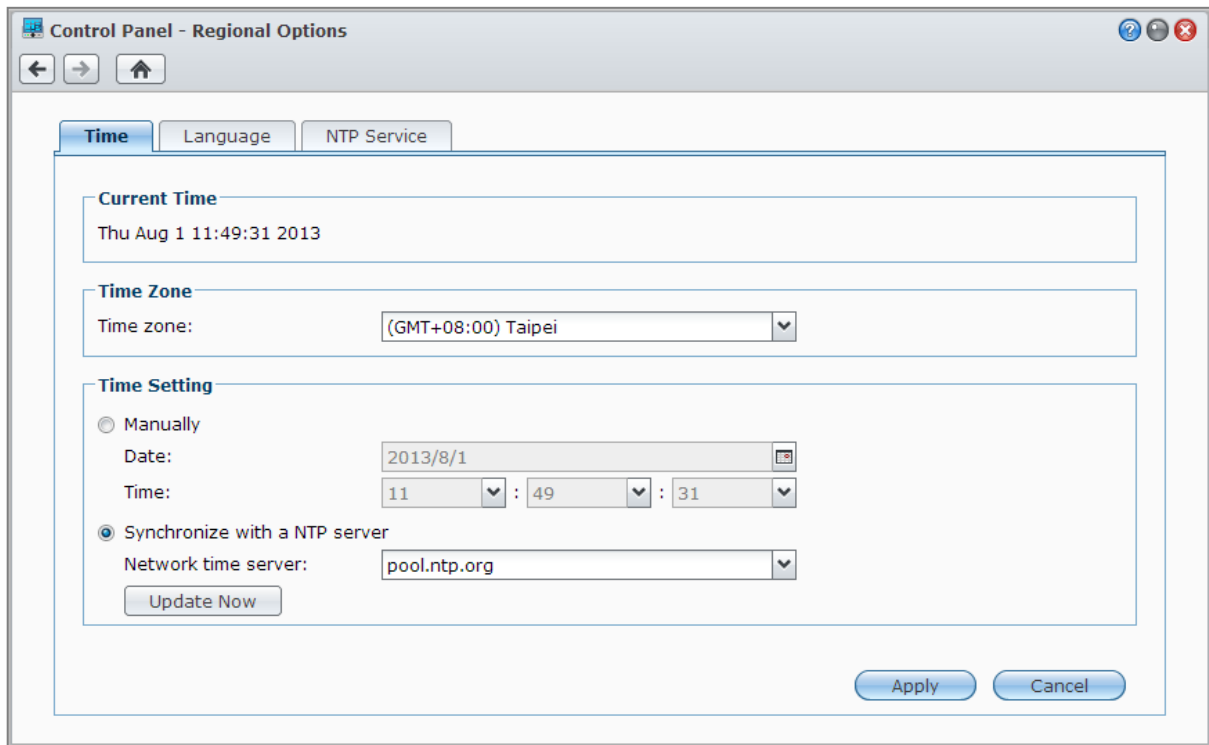 Control Panel - Regional Options
Time Language NTP Service
Current Time
Thu Aug 1 11:49:31 2013
Time Zone
Time zone: (GMT+08:00) Taipei
Time Setting
Manually
Date: 2013/8/1
Time: 11 : 49 : 31
Synchronize with a NTP server
Network time server: pool.ntp.org
Update Now
Apply Cancel